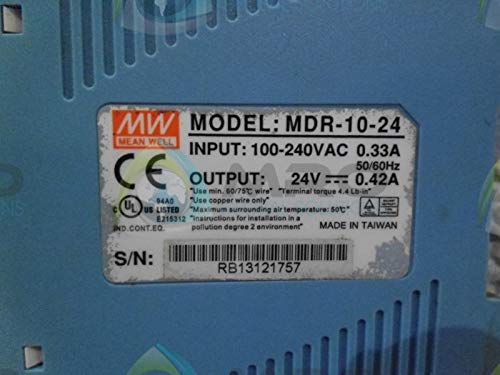 MW
MEAN WELL
MODEL: MDR-10-24
INPUT: 100-240VAC 0.33A
50/60Hz
OUTPUT: 24V 0.42A
"Use min. 60/75℃ wire" "Terminal torque 4.4 Lb-in"
"Use copper wire only"
"Maximum surrounding air temperature: 50℃"
"Instructions for installation in a
pollution degree 2 environment"
CE
94A0
c UL US LISTED
E215312
IND.CONT.EQ.
MADE IN TAIWAN
S/N:
RB13121757